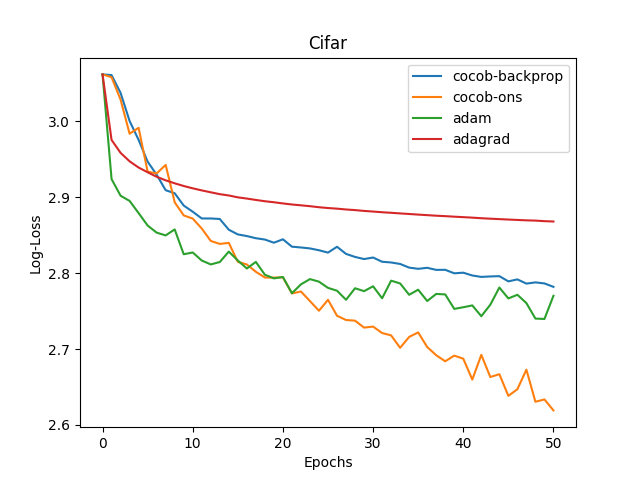 Cifar
cocob-backprop
cocob-ons
adam
adagrad
Log-Loss
3.0
2.9
2.8
2.7
2.6
0 10 20 30 40 50
Epochs